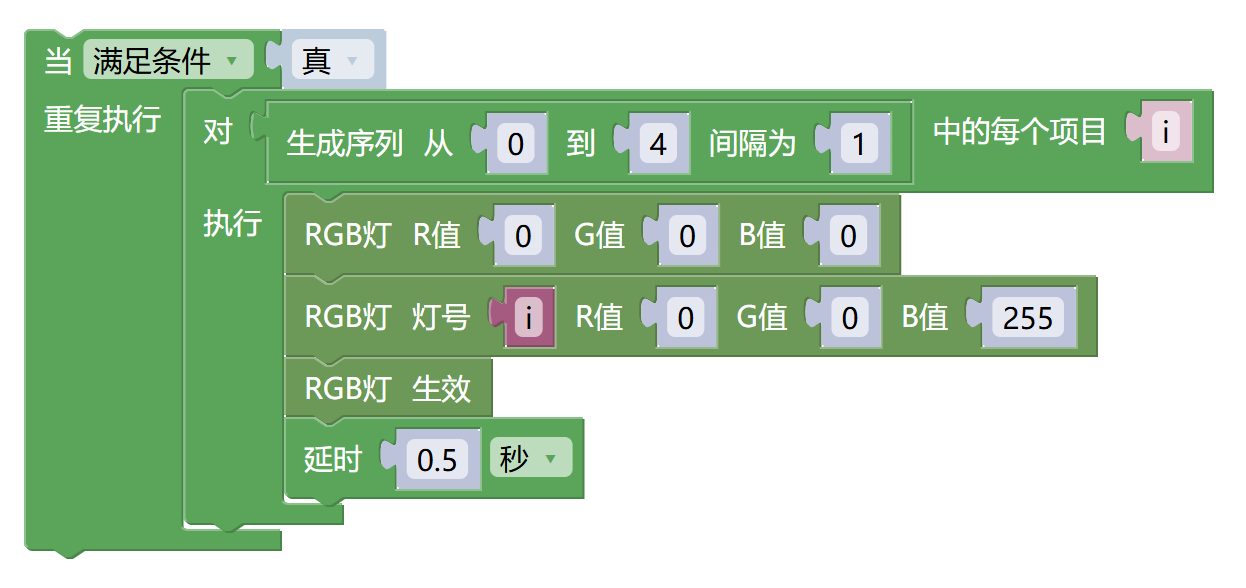 当 满足条件 真
重复执行 对 生成序列 从 0 到 4 间隔为 1 中的每个项目 i
执行 RGB灯 R值 0 G值 0 B值 0
RGB灯 灯号 i R值 0 G值 0 B值 255
RGB灯 生效
延时 0.5 秒